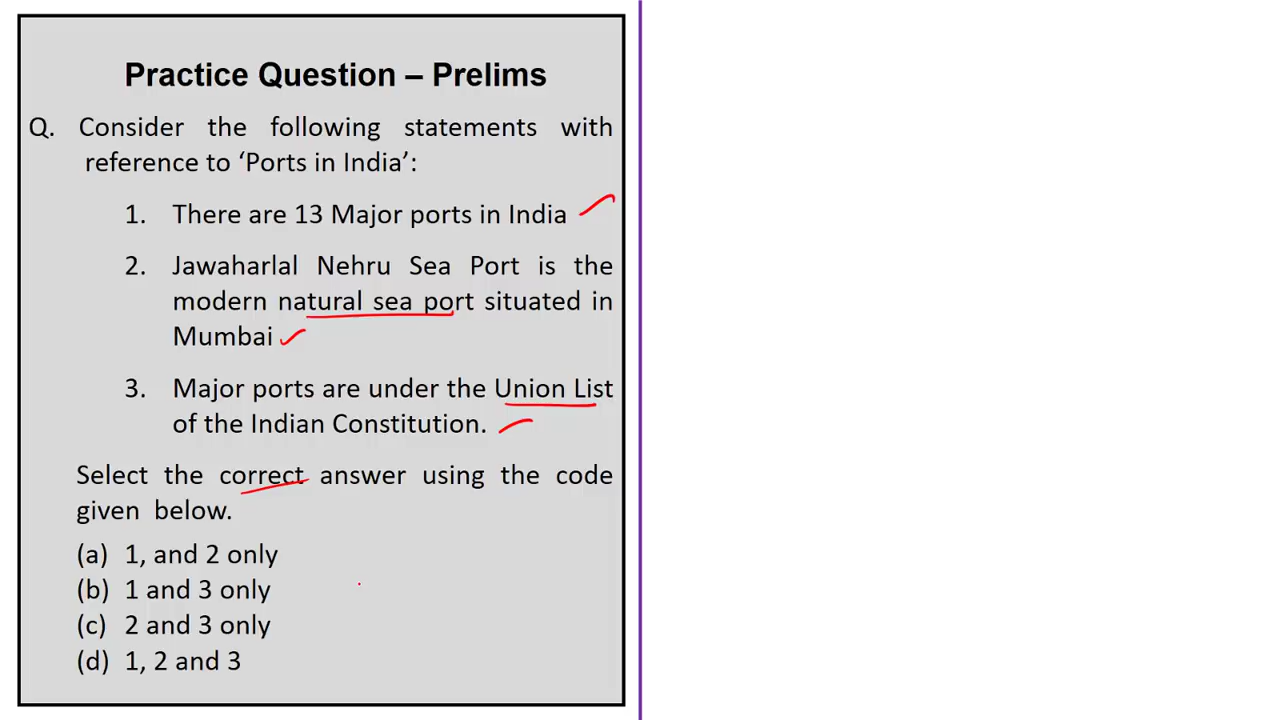 Practice Question – Prelims
Q. Consider the following statements with
reference to ‘Ports in India’:
1. There are 13 Major ports in India
2. Jawaharlal Nehru Sea Port is the
modern natural sea port situated in
Mumbai
3. Major ports are under the Union List
of the Indian Constitution.
Select the correct answer using the code
given below.
(a) 1, and 2 only
(b) 1 and 3 only
(c) 2 and 3 only
(d) 1, 2 and 3